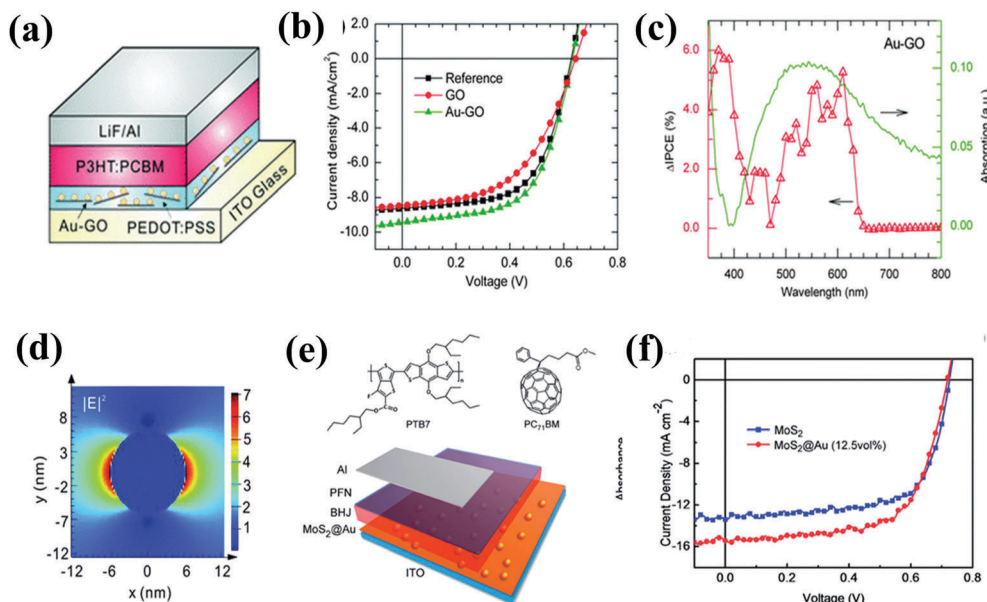 (a)
LiF/Al
P3HT:PCBM
Au-GO
PEDOT:PSS
ITO Glass
(b)
Current density (mA/cm²)
0.0
-2.0
-4.0
-6.0
-8.0
-10.0
Reference
GO
Au-GO
0.0 0.2 0.4 0.6 0.8
Voltage (V)
(c)
ΔIPCE (%)
6.0
4.0
2.0
0.0
Au-GO
0.10
0.05
0.00
Absorption (a.u.)
400 500 600 700 800
Wavelength (nm)
(d)
|E|²
y (nm)
12
8
3
-2
-7
-12
7
6
5
4
3
2
1
-12 -6 0 6 12
x (nm)
(e)
PTB7
PC₇₁BM
Al
PFN
BHJ
MoS₂@Au
ITO
(f)
Absorbance
Current Density (mA cm⁻²)
0
-4
-8
-12
-16
MoS₂
MoS₂@Au (12.5vol%)
0.0 0.2 0.4 0.6
Voltage (V)